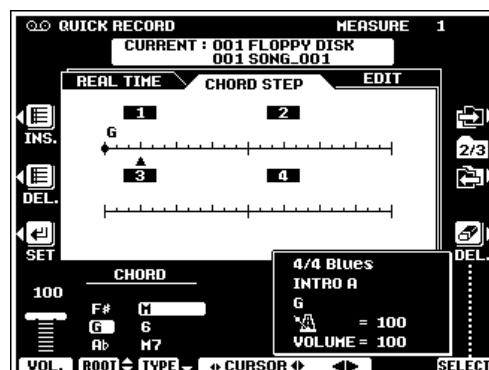 QUICK RECORD MEASURE 1
CURRENT : 001 FLOPPY DISK
001 SONG_001
REAL TIME CHORD STEP EDIT
1 2
INS.
G
2/3
3 4
DEL.
SET DEL.
CHORD
100
F# M
G 6
Ab M7
4/4 Blues
INTRO A
G
= 100
VOLUME = 100
VOL. ROOT TYPE CURSOR SELECT